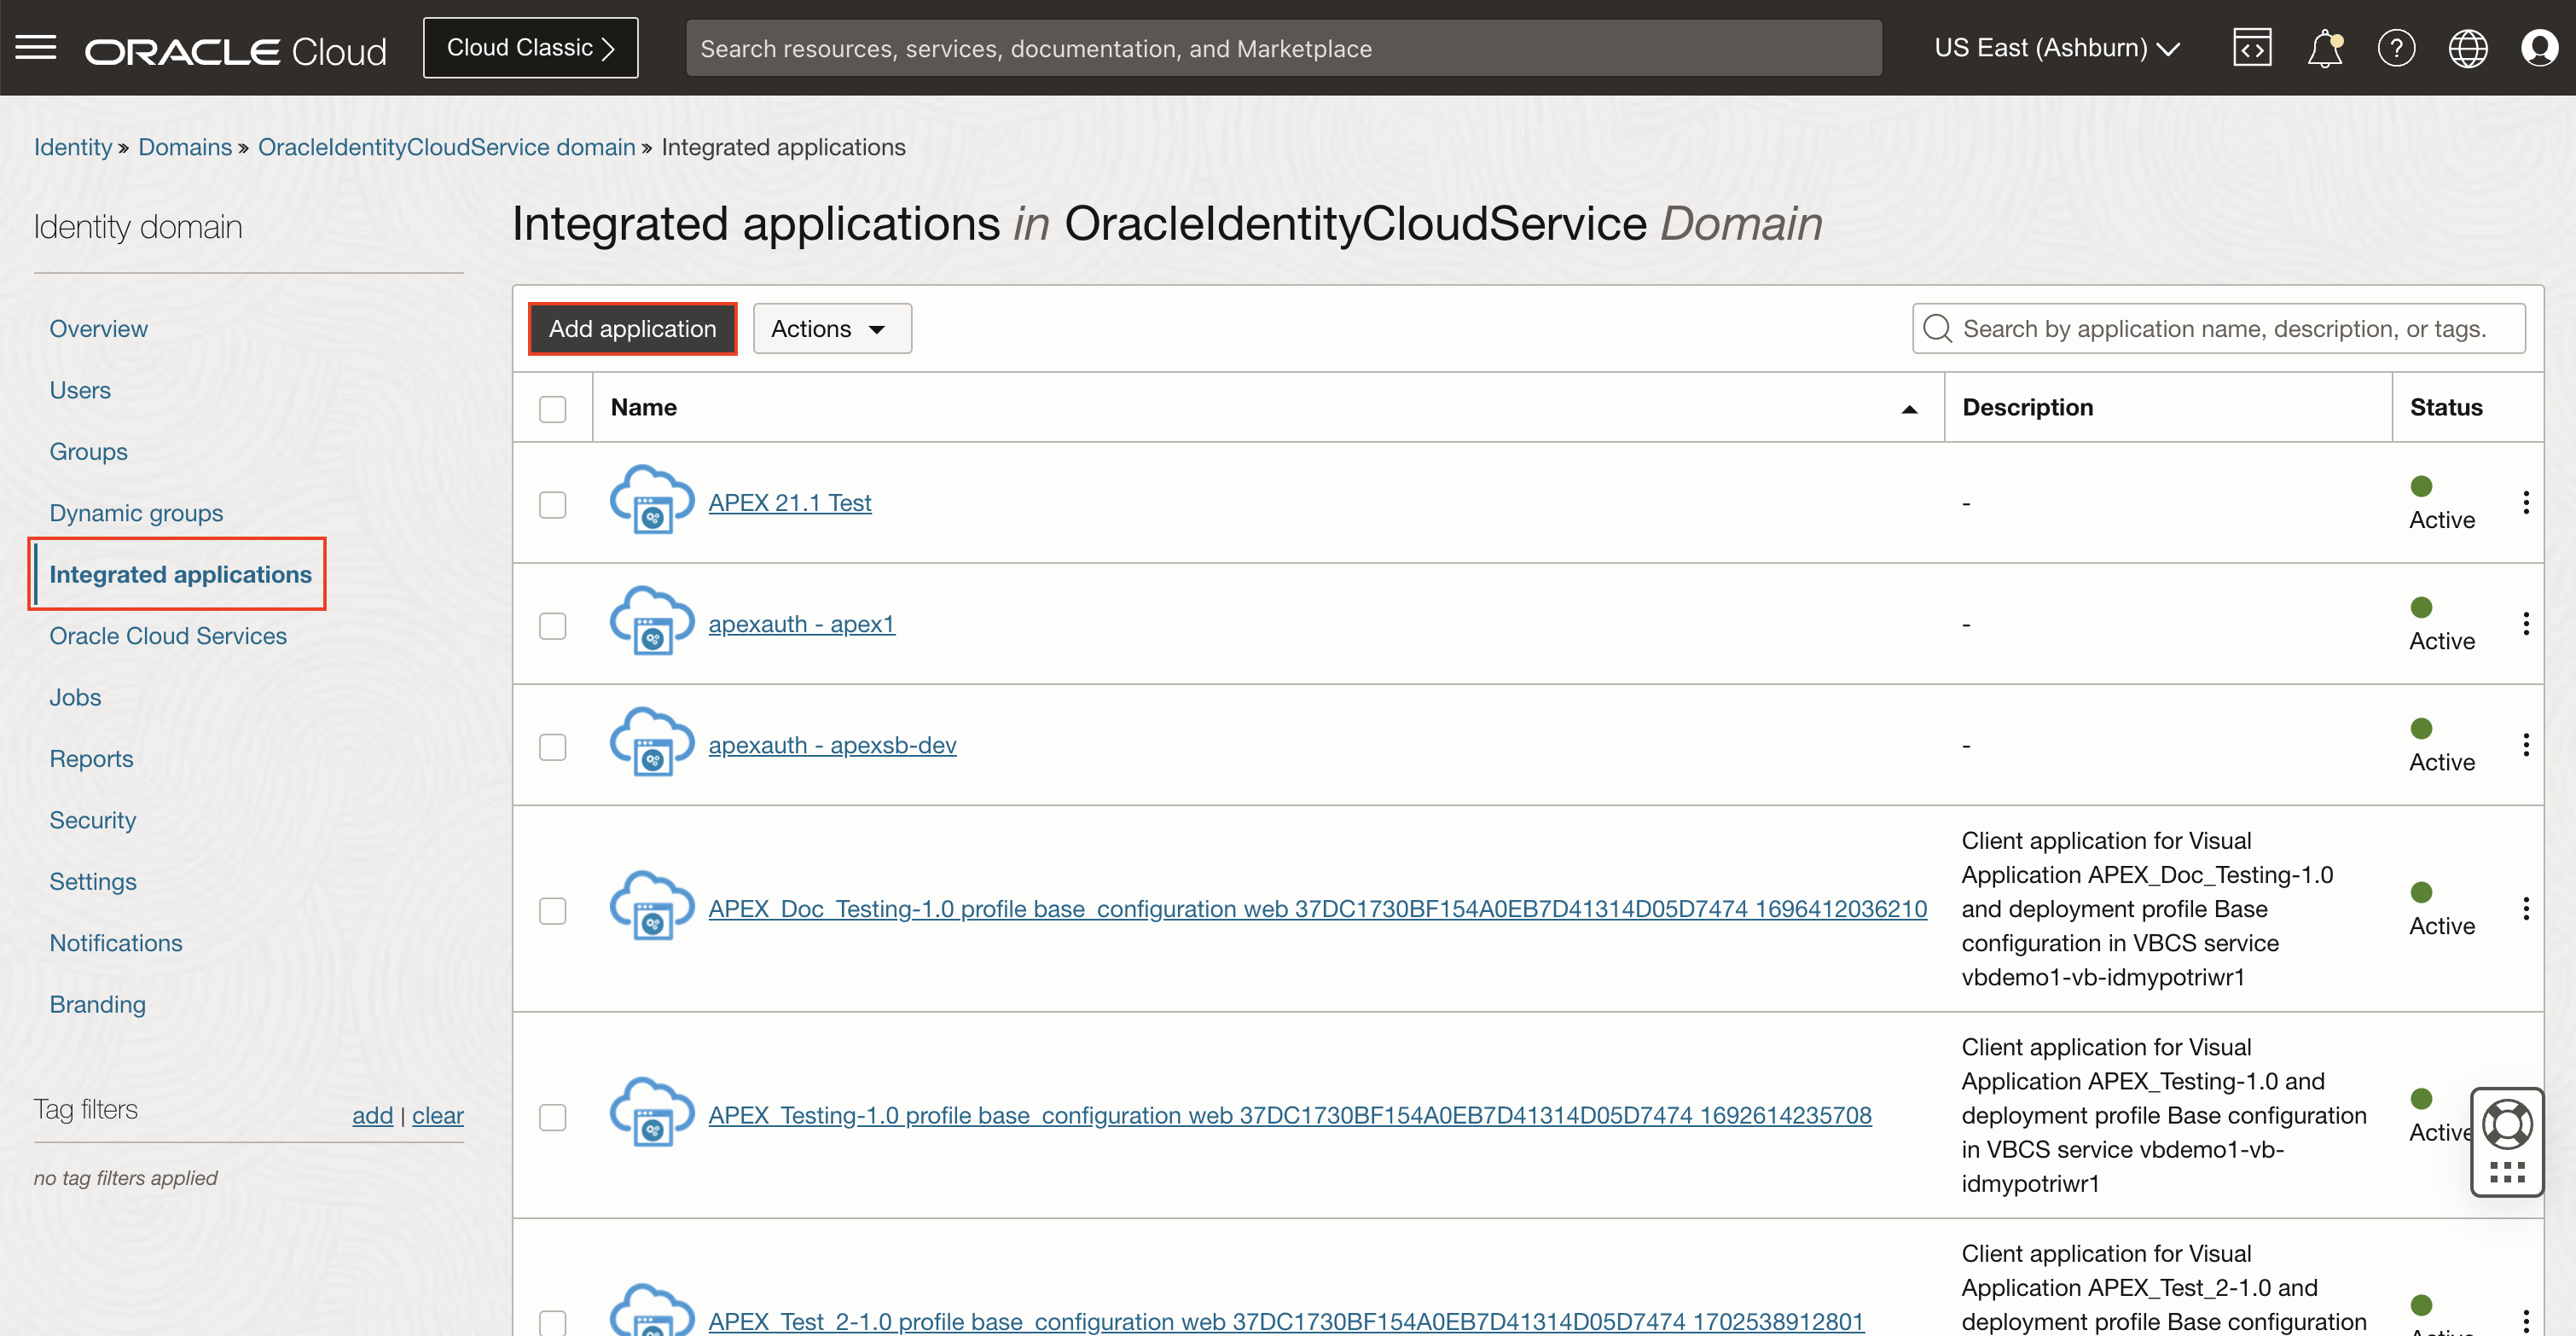 ORACLE Cloud
Cloud Classic
Search resources, services, documentation, and Marketplace
US East (Ashburn)
Identity » Domains » OracleIdentityCloudService domain » Integrated applications
Identity domain
Overview
Users
Groups
Dynamic groups
Integrated applications
Oracle Cloud Services
Jobs
Reports
Security
Settings
Notifications
Branding
Tag filters
add | clear
no tag filters applied
Integrated applications in OracleIdentityCloudService Domain
Add application
Actions
Search by application name, description, or tags.
Name
Description
Status
APEX 21.1 Test
-
Active
apexauth - apex1
-
Active
apexauth - apexsb-dev
-
Active
APEX_Doc_Testing-1.0 profile base_configuration web 37DC1730BF154A0EB7D41314D05D7474 1696412036210
Client application for Visual
Application APEX_Doc_Testing-1.0
and deployment profile Base
configuration in VBCS service
vbdemo1-vb-idmypotriwr1
Active
APEX_Testing-1.0 profile base_configuration web 37DC1730BF154A0EB7D41314D05D7474 1692614235708
Client application for Visual
Application APEX_Testing-1.0 and
deployment profile Base configuration
in VBCS service vbdemo1-vb-
idmypotriwr1
Active
APEX_Test_2-1.0 profile base_configuration web 37DC1730BF154A0EB7D41314D05D7474 1702538912801
Client application for Visual
Application APEX_Test_2-1.0 and
deployment profile Base configuration